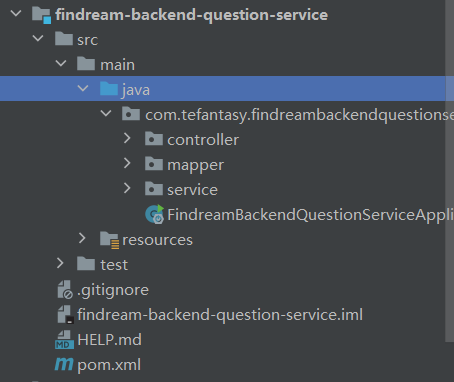 findream-backend-question-service
src
main
java
com.tefantasy.findreambackendquestionse
controller
mapper
service
FindreamBackendQuestionServiceAppli
resources
test
.gitignore
findream-backend-question-service.iml
MD HELP.md
m pom.xml